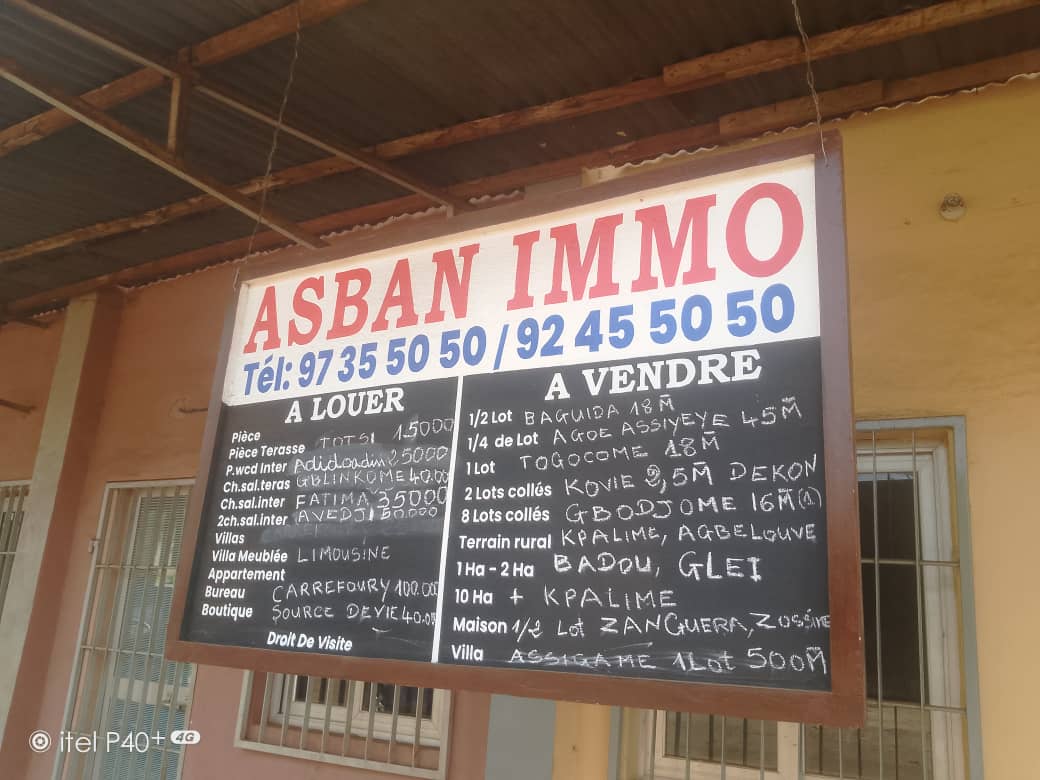 ASBAN IMMO
Tél: 97 35 50 50 / 92 45 50 50
A LOUER
Pièce
Pièce Terasse TOTSI 15000
P.wcd Inter Adidoadin 25000
Ch.sal.teras GBLINKOME 40.000
Ch.sal.inter FATIMA 35000
2ch.sal.inter AVEDJI 60.000
Villas
Villa Meublée LIMOUSINE
Appartement
Bureau CARREFOURY 100.000
Boutique SOURCE DEVIE 40.000
Droit De Visite
A VENDRE
1/2 Lot BAGUIDA 18M̄
1/4 de Lot AGOE ASSIYEYE 45M̄
1 Lot TOGOCOME 18M̄
2 Lots collés KOVIE ,5M̄ DEKON
8 Lots collés GBODJOME 16M̄(1)
Terrain rural KPALIME, AGBELOUVE
1 Ha - 2 Ha BADOU, GLEI
10 Ha + KPALIME
Maison 1/2 Lot ZANGUERA, ZOSSIME
Villa ASSIGAME 1Lot 500M̄
itel P40+ 4G